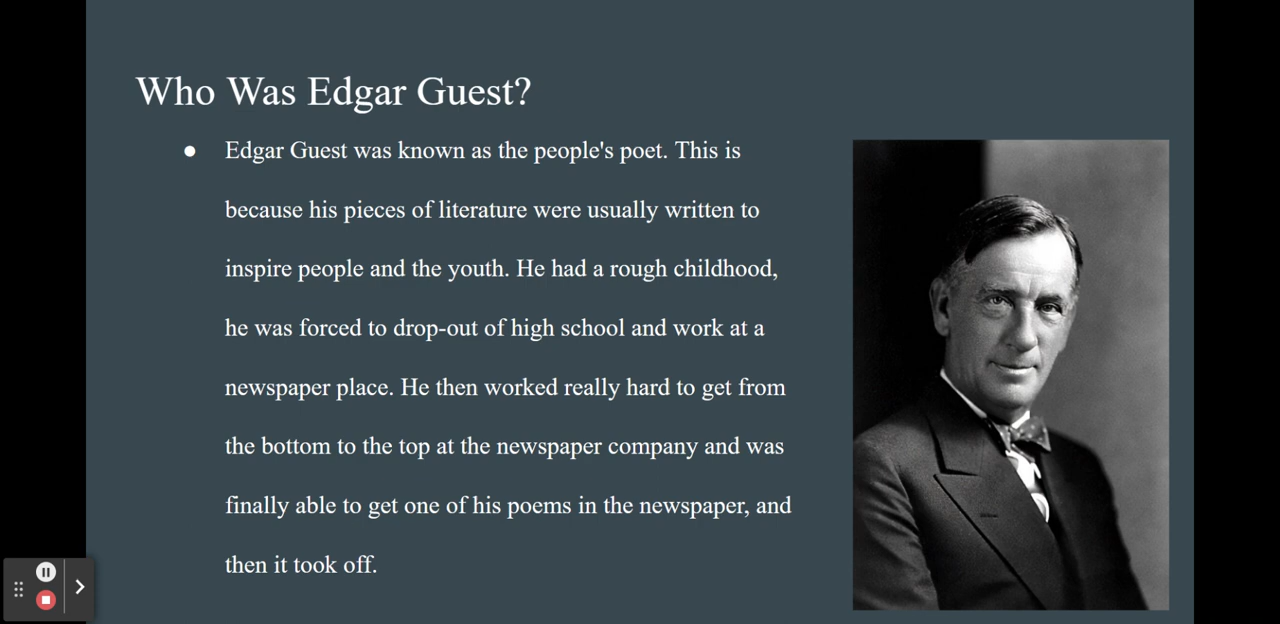 Who Was Edgar Guest?
● Edgar Guest was known as the people's poet. This is
because his pieces of literature were usually written to
inspire people and the youth. He had a rough childhood,
he was forced to drop-out of high school and work at a
newspaper place. He then worked really hard to get from
the bottom to the top at the newspaper company and was
finally able to get one of his poems in the newspaper, and
then it took off.